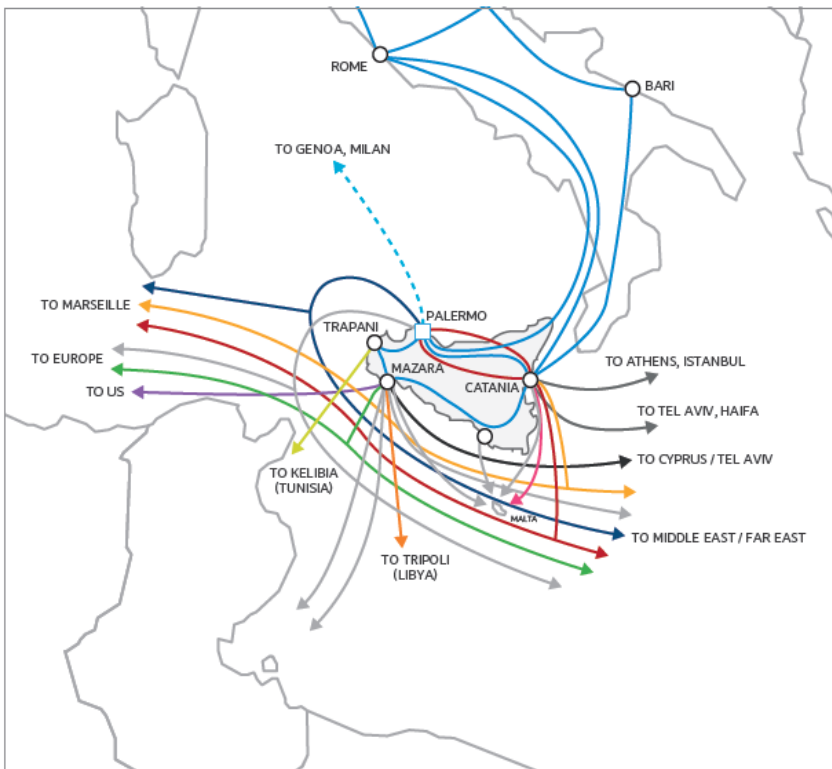 ROME
BARI
TO GENOA, MILAN
PALERMO
TO MARSEILLE
TRAPANI
TO EUROPE
MAZARA
TO ATHENS, ISTANBUL
TO US
CATANIA
TO TEL AVIV, HAIFA
TO CYPRUS / TEL AVIV
TO KELIBIA
(TUNISIA)
MALTA
TO MIDDLE EAST / FAR EAST
TO TRIPOLI
(LIBYA)